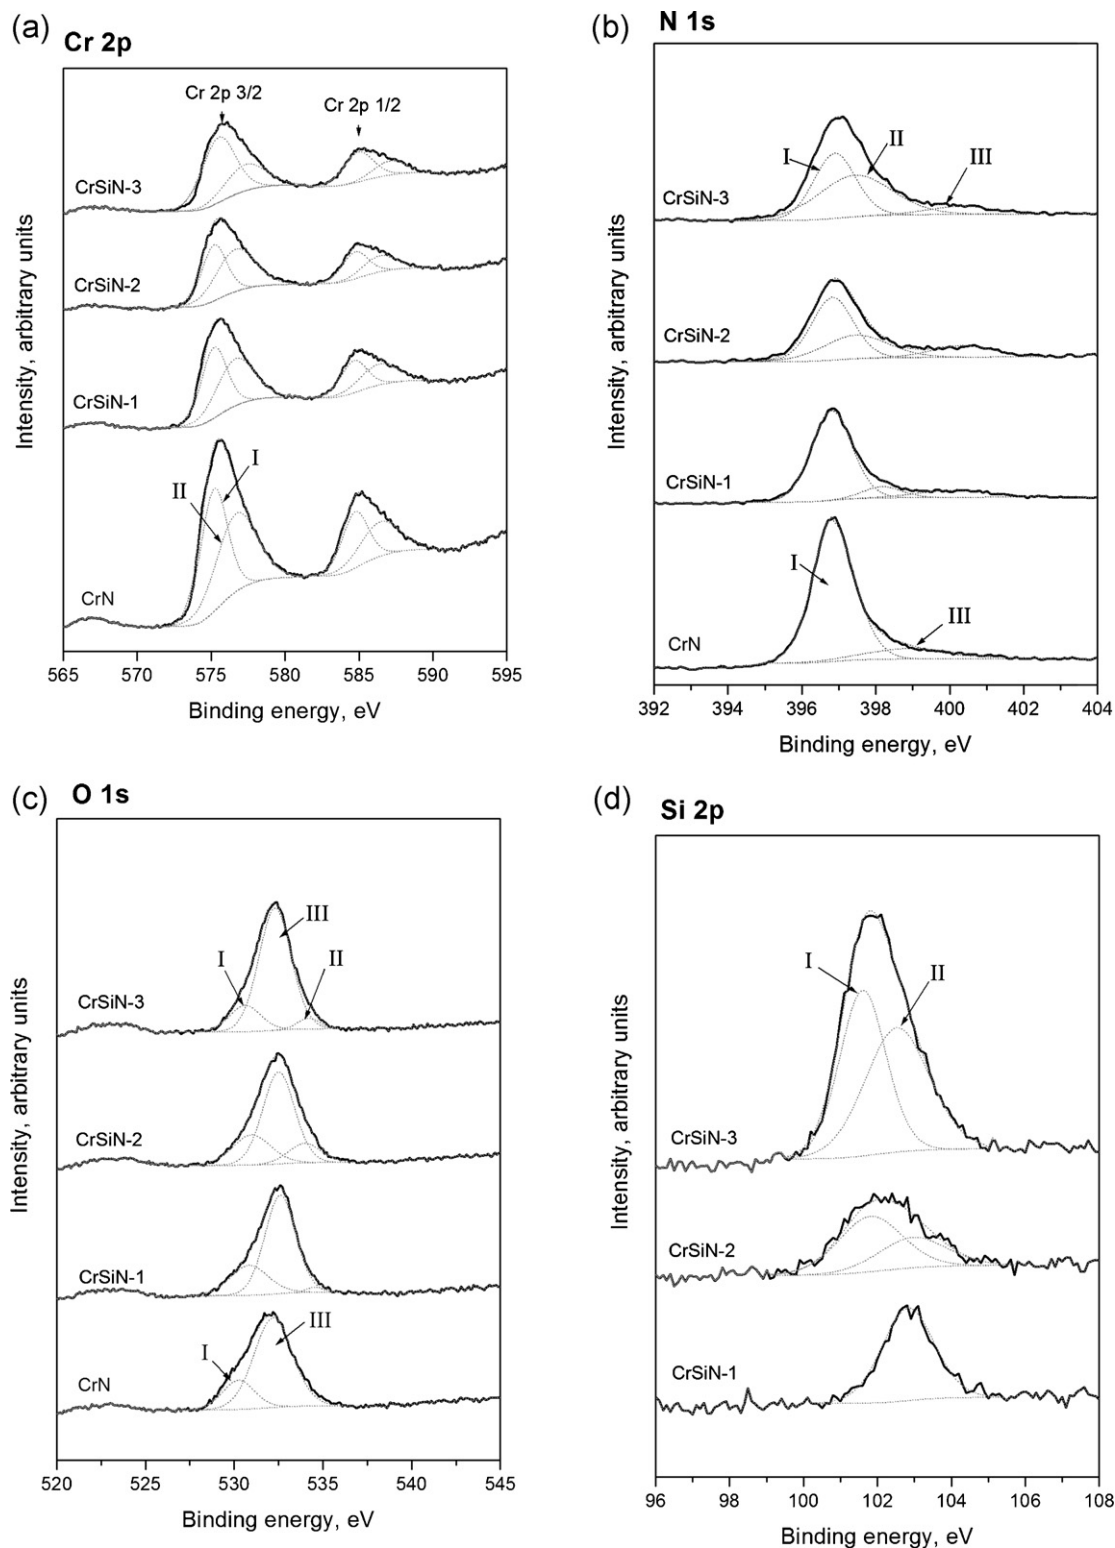 (a) Cr 2p
Cr 2p 3/2
Cr 2p 1/2
CrSiN-3
CrSiN-2
CrSiN-1
I
II
CrN
Intensity, arbitrary units
565 570 575 580 585 590 595
Binding energy, eV
(b) N 1s
I
II
III
CrSiN-3
CrSiN-2
CrSiN-1
I
III
CrN
Intensity, arbitrary units
392 394 396 398 400 402 404
Binding energy, eV
(c) O 1s
III
I
II
CrSiN-3
CrSiN-2
CrSiN-1
III
I
CrN
Intensity, arbitrary units
520 525 530 535 540 545
Binding energy, eV
(d) Si 2p
I
II
CrSiN-3
CrSiN-2
CrSiN-1
Intensity, arbitrary units
96 98 100 102 104 106 108
Binding energy, eV